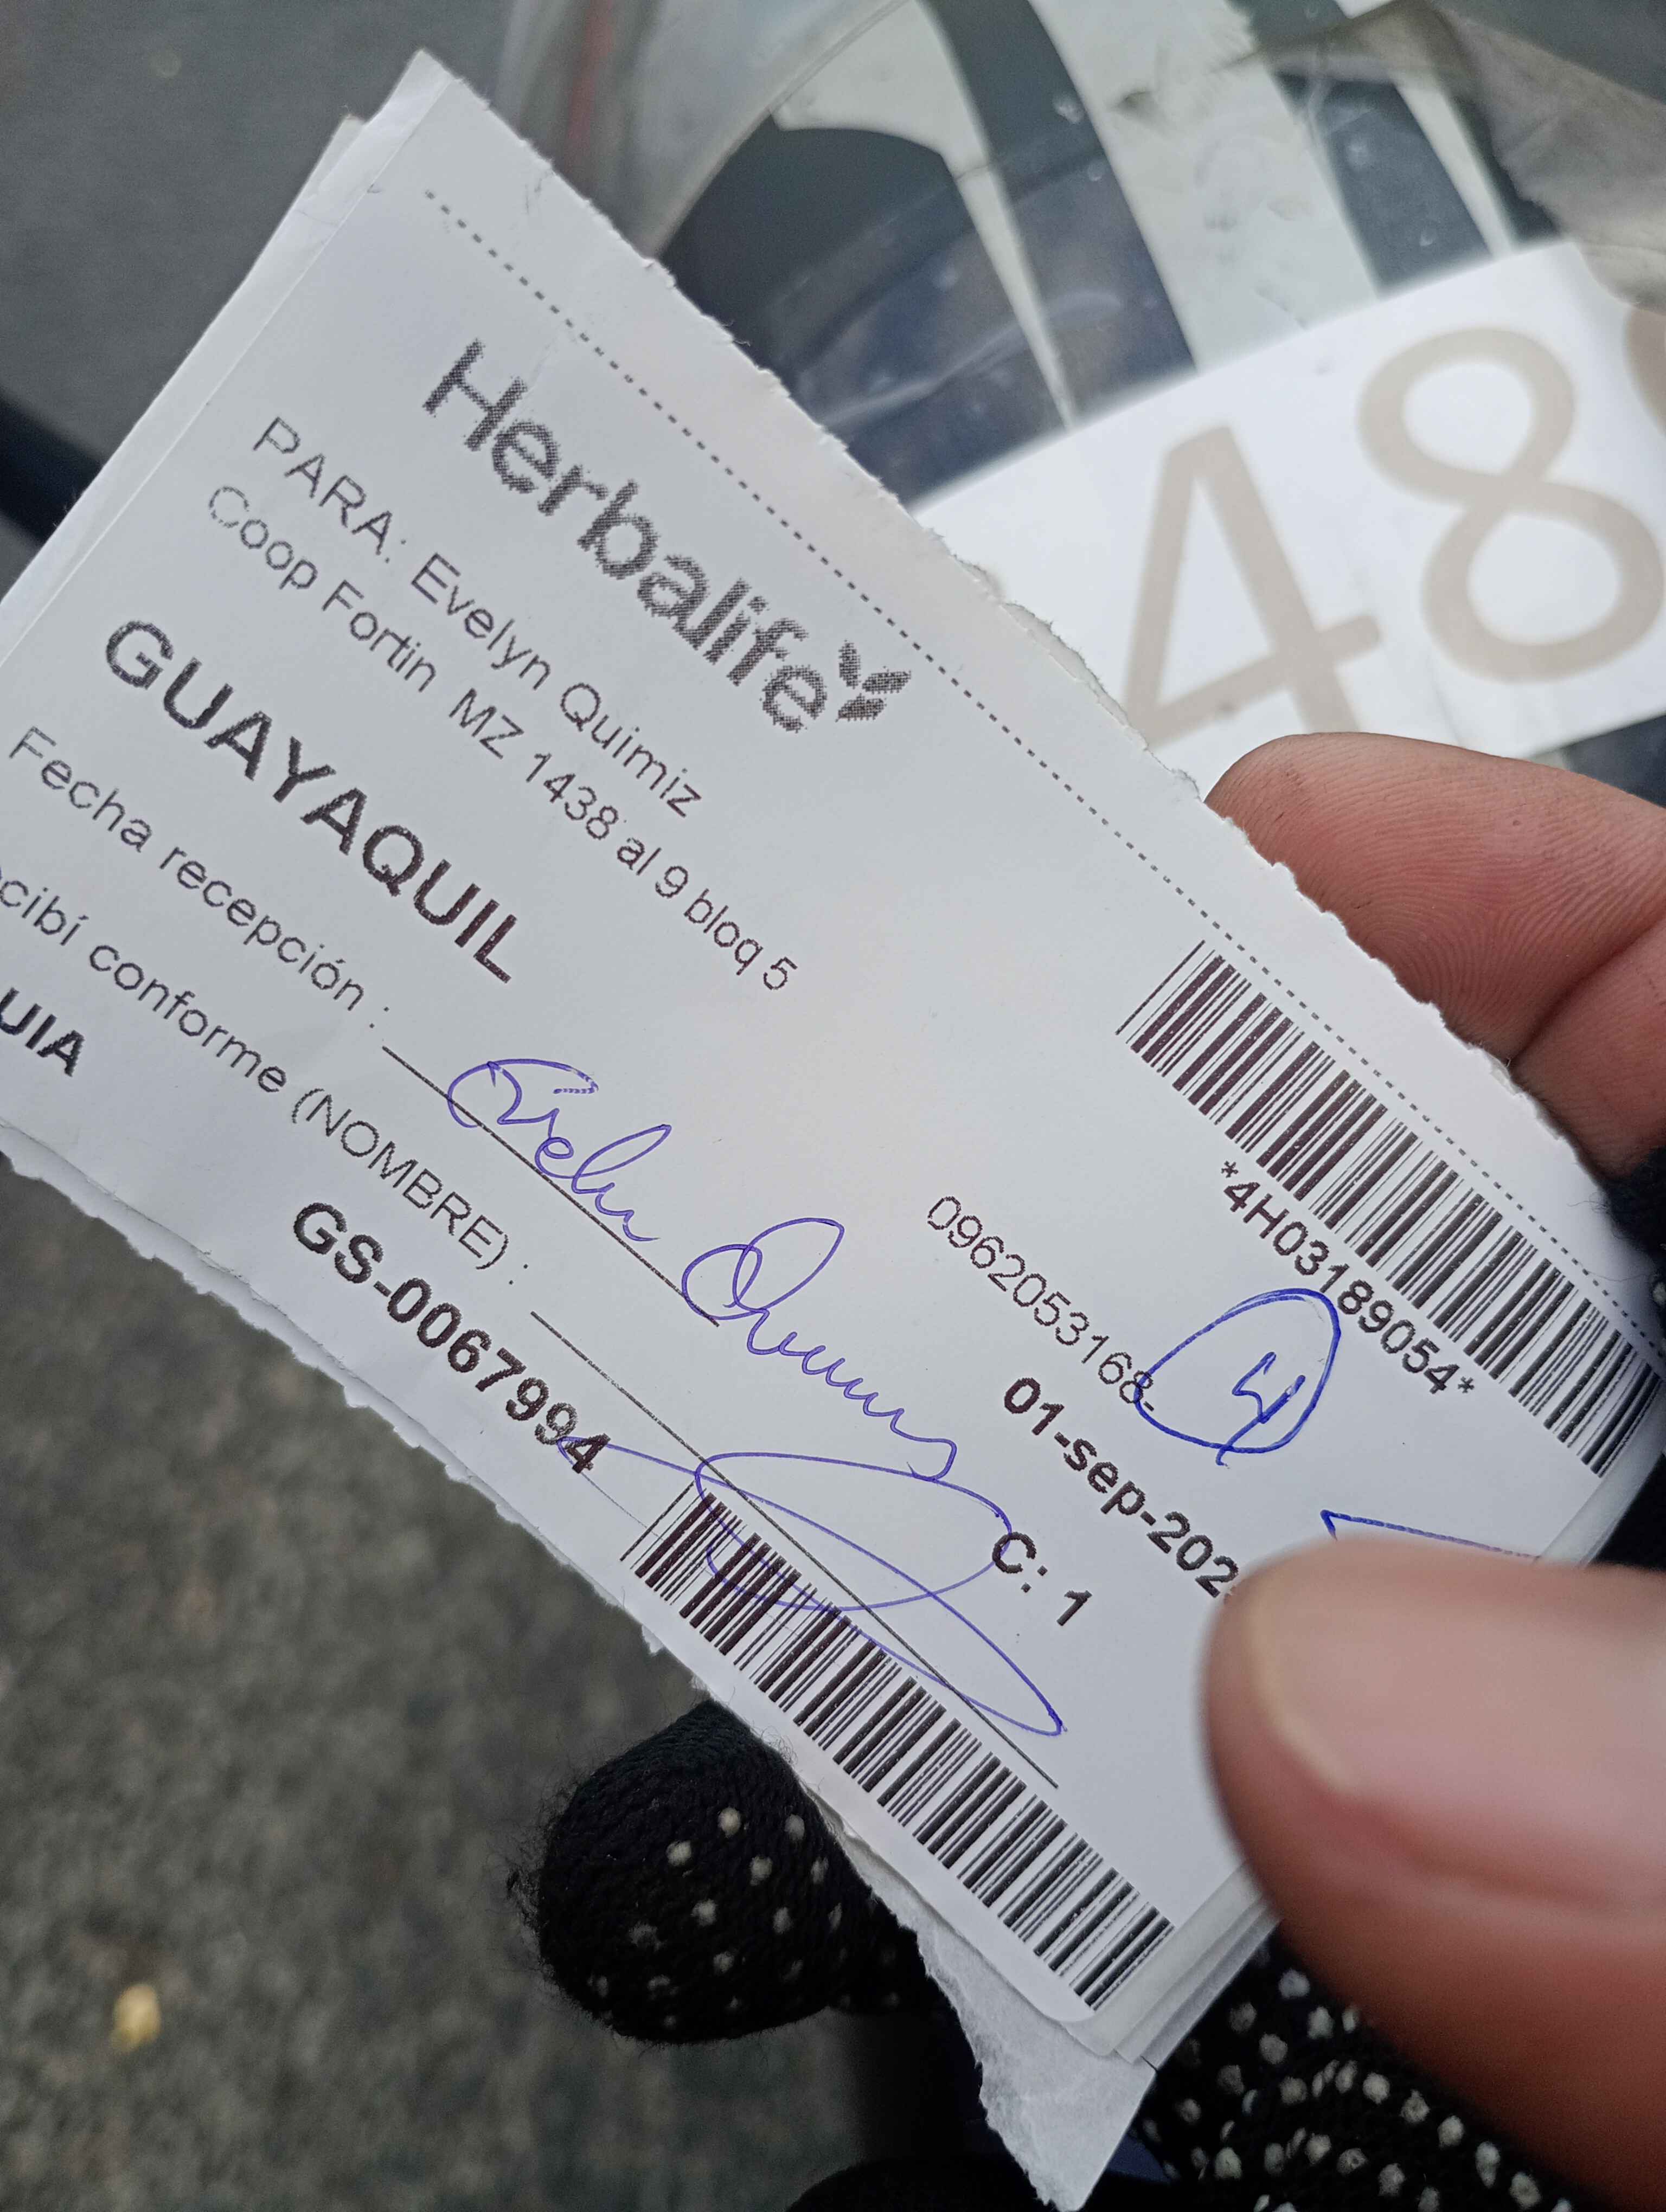 Herbalife
*4H03189054*
PARA: Evelyn Quimiz
Coop Fortin MZ 1438 al 9 bloq 5
0962053168-
4
GUAYAQUIL
01-sep-202
Fecha recepción :
Evelyn
C: 1
cibí conforme (NOMBRE) :
UIA
GS-0067994
48